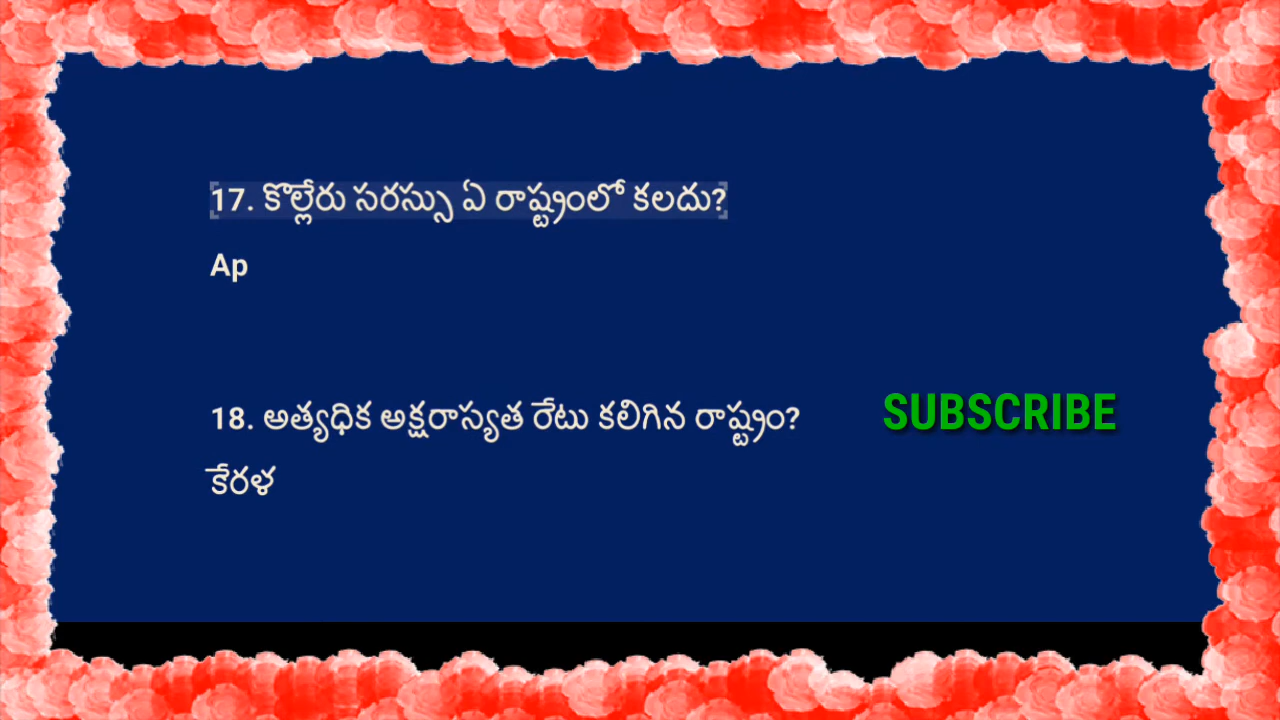 17. కొల్లేరు సరస్సు ఏ రాష్ట్రంలో కలదు?
Ap
18. అత్యధిక అక్షరాస్యత రేటు కలిగిన రాష్ట్రం?
SUBSCRIBE
కేరళ